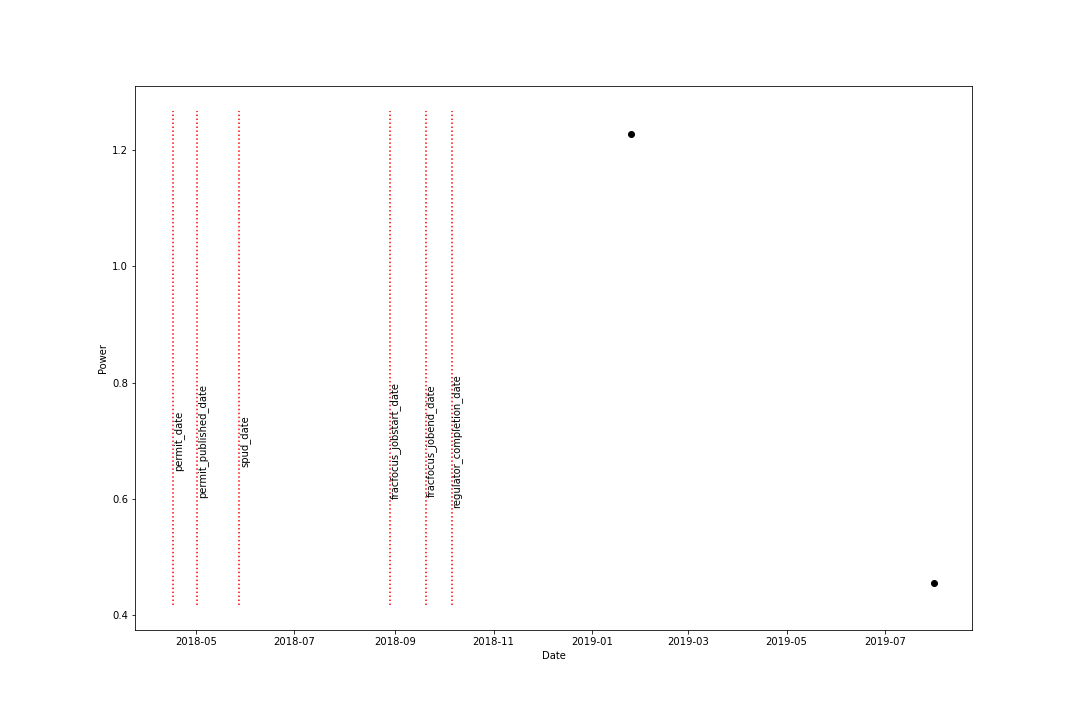 1.2
1.0
0.8
0.6
0.4
Power
permit_date
permit_published_date
spud_date
fracfocus_jobstart_date
fracfocus_jobend_date
regulator_completion_date
2018-05
2018-07
2018-09
2018-11
2019-01
2019-03
2019-05
2019-07
Date